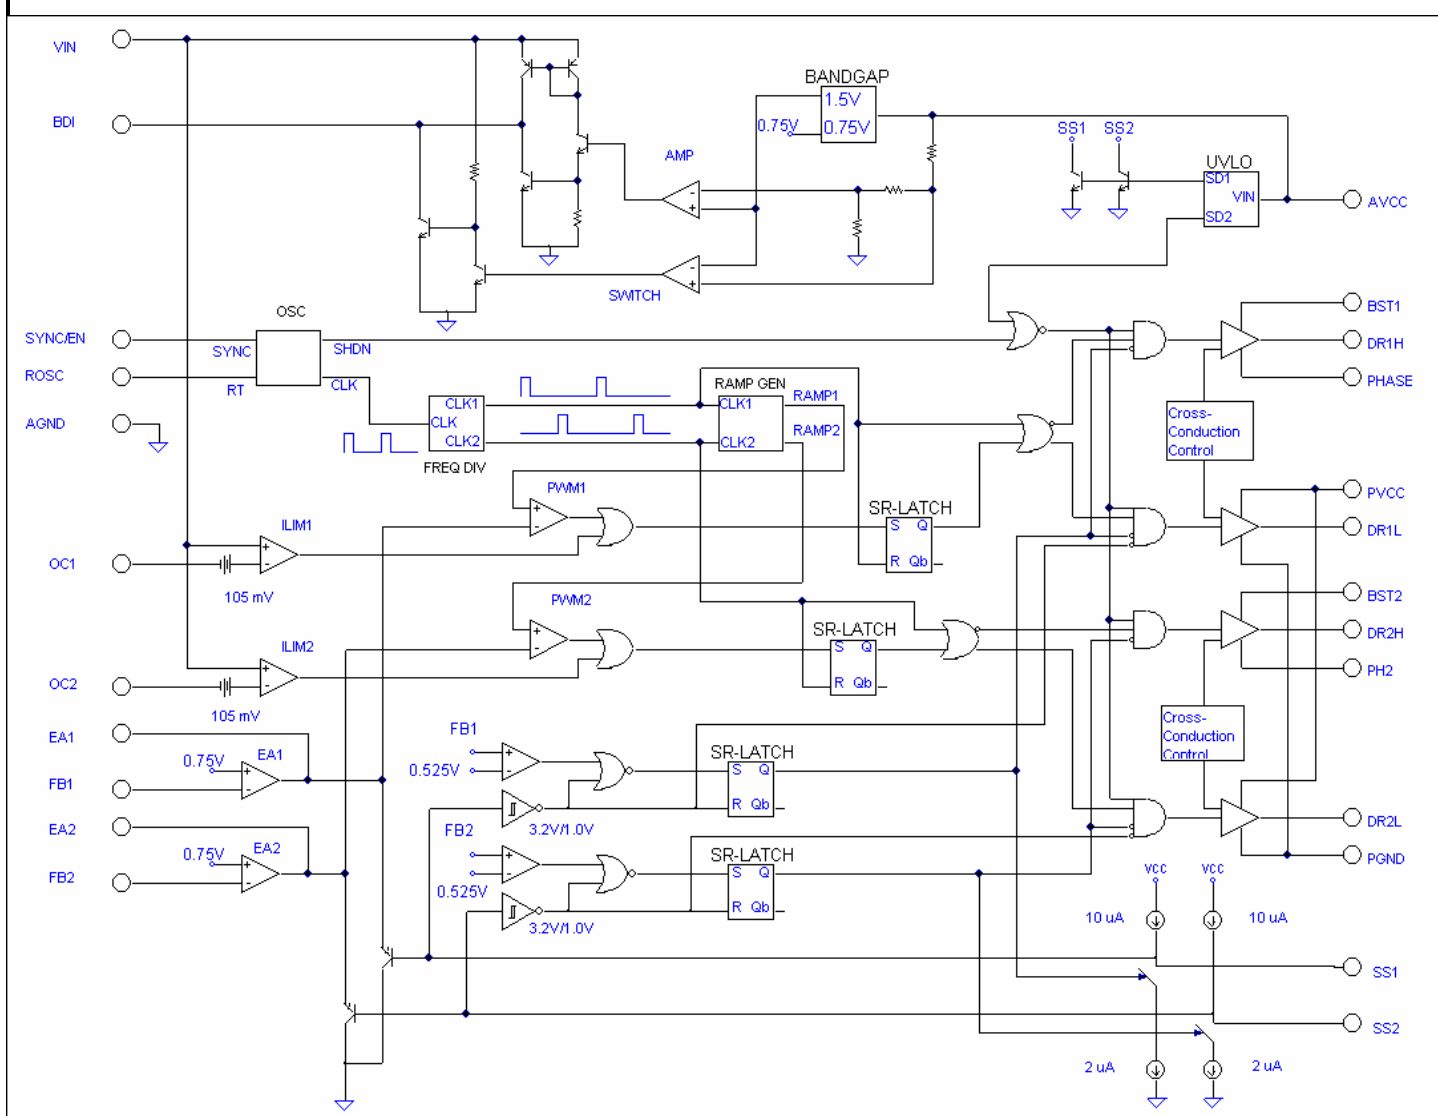 VIN
BANDGAP
1.5V
BDI
0.75V
0.75V
SS1
SS2
AMP
UVLO
SD1
VIN
SD2
AVCC
SWITCH
OSC
BST1
SYNC/EN
SYNC
SHDN
DR1H
ROSC
RT
CLK
RAMP GEN
RAMP1
PHASE
CLK1
CLK1
Cross-
Conduction
Control
AGND
CLK
RAMP2
CLK2
CLK2
FREQ DIV
PWM1
PVCC
SR-LATCH
ILIM1
S Q
DR1L
OC1
R Qb
105 mV
PWM2
BST2
SR-LATCH
DR2H
ILIM2
S Q
PH2
OC2
R Qb
105 mV
Cross-
Conduction
Control
EA1
FB1
SR-LATCH
0.75V
EA1
0.525V
S Q
FB1
R Qb
EA2
3.2V/1.0V
DR2L
FB2
0.75V
EA2
SR-LATCH
PGND
FB2
0.525V
S Q
VCC
VCC
R Qb
10 uA
10 uA
3.2V/1.0V
SS1
SS2
2 uA
2 uA